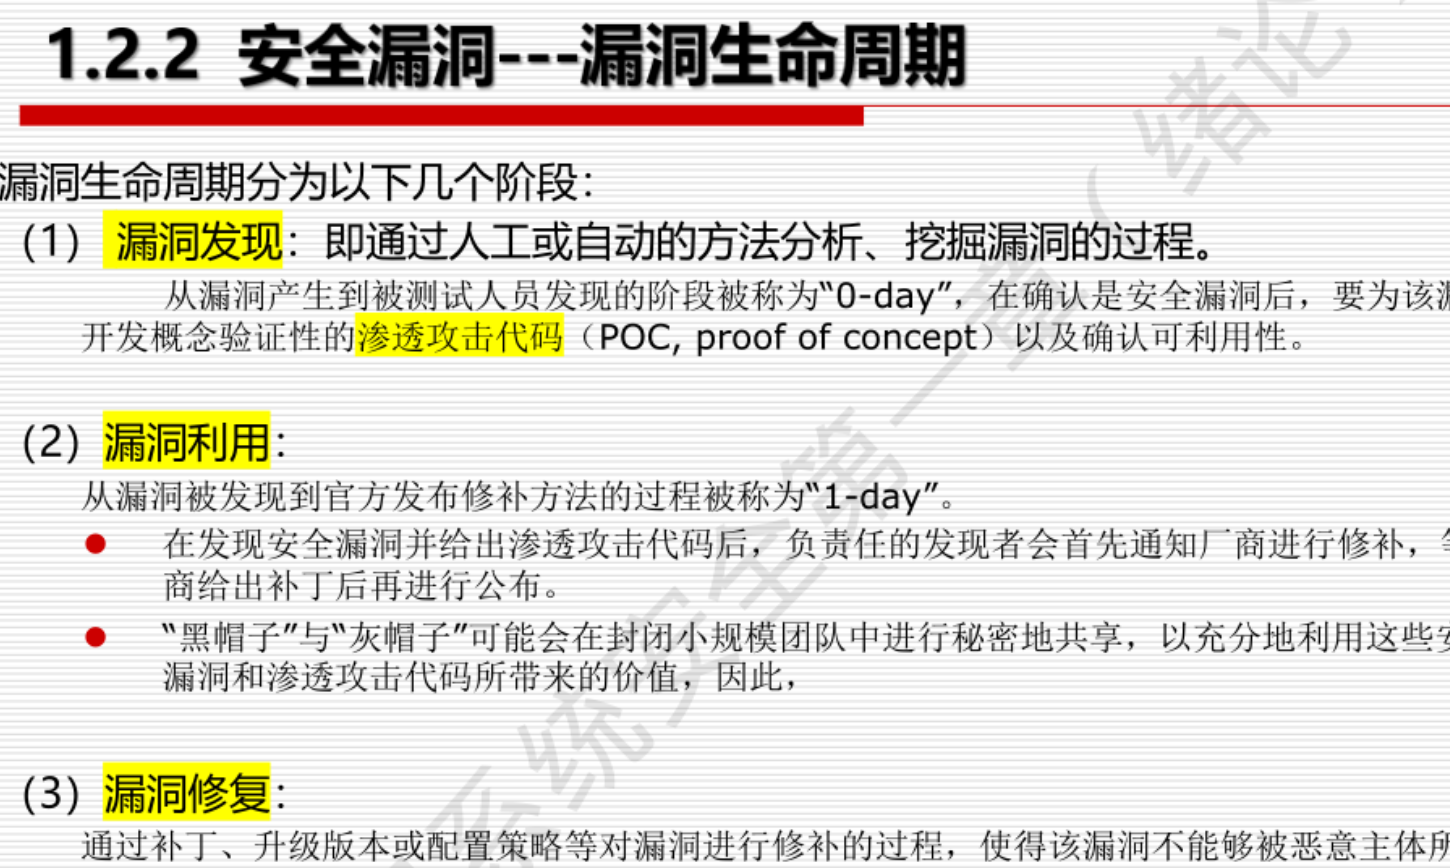 1.2.2 安全漏洞---漏洞生命周期
漏洞生命周期分为以下几个阶段：
（1） 漏洞发现：即通过人工或自动的方法分析、挖掘漏洞的过程。
从漏洞产生到被测试人员发现的阶段被称为“0-day”，在确认是安全漏洞后，要为该漏
开发概念验证性的渗透攻击代码（POC, proof of concept）以及确认可利用性。
（2）漏洞利用：
从漏洞被发现到官方发布修补方法的过程被称为“1-day”。
● 在发现安全漏洞并给出渗透攻击代码后，负责任的发现者会首先通知厂商进行修补，等
商给出补丁后再进行公布。
● “黑帽子”与“灰帽子”可能会在封闭小规模团队中进行秘密地共享，以充分地利用这些安
漏洞和渗透攻击代码所带来的价值，因此，
（3）漏洞修复：
通过补丁、升级版本或配置策略等对漏洞进行修补的过程，使得该漏洞不能够被恶意主体所
系统安全第一章（绪论